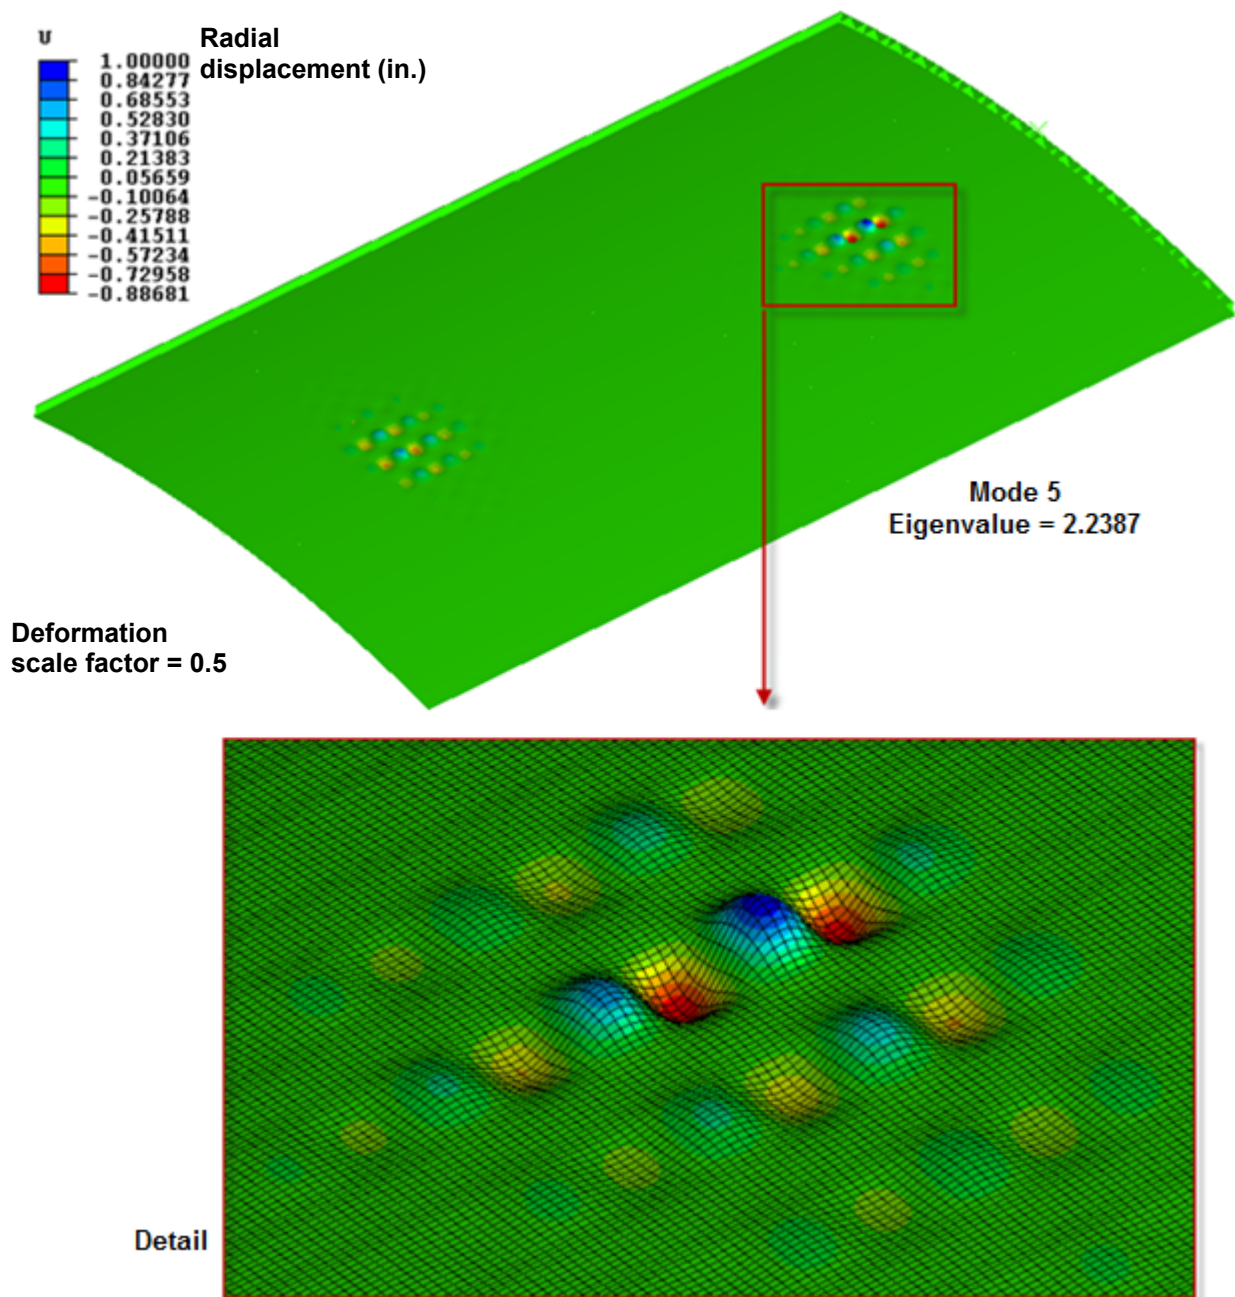 U
Radial
displacement (in.)
1.00000
0.84277
0.68553
0.52830
0.37106
0.21383
0.05659
-0.10064
-0.25788
-0.41511
-0.57234
-0.72958
-0.88681
Mode 5
Eigenvalue = 2.2387
Deformation
scale factor = 0.5
Detail